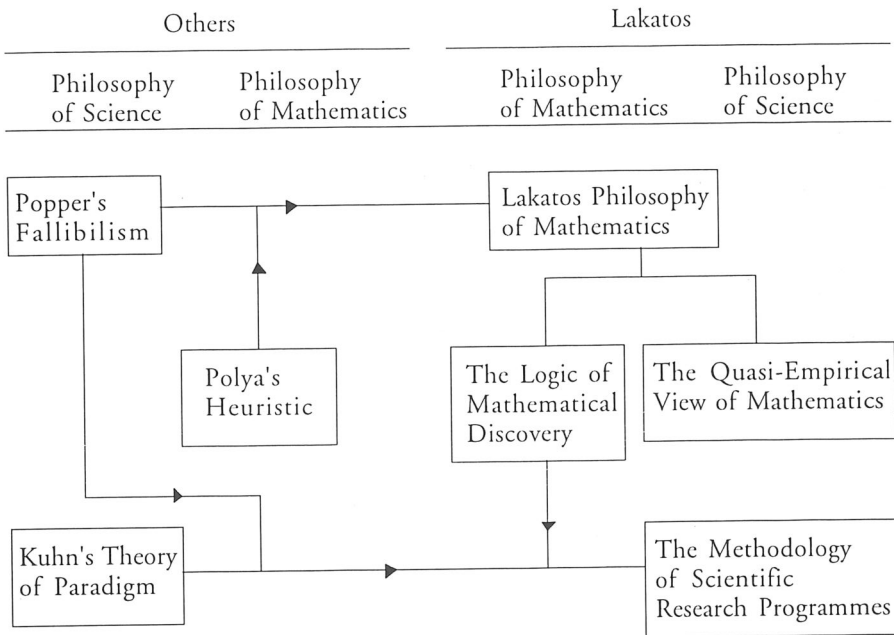 Others
Lakatos
Philosophy
of Science
Philosophy
of Mathematics
Philosophy
of Mathematics
Philosophy
of Science
Popper's
Fallibilism
Lakatos Philosophy
of Mathematics
Polya's
Heuristic
The Logic of
Mathematical
Discovery
The Quasi-Empirical
View of Mathematics
Kuhn's Theory
of Paradigm
The Methodology
of Scientific
Research Programmes